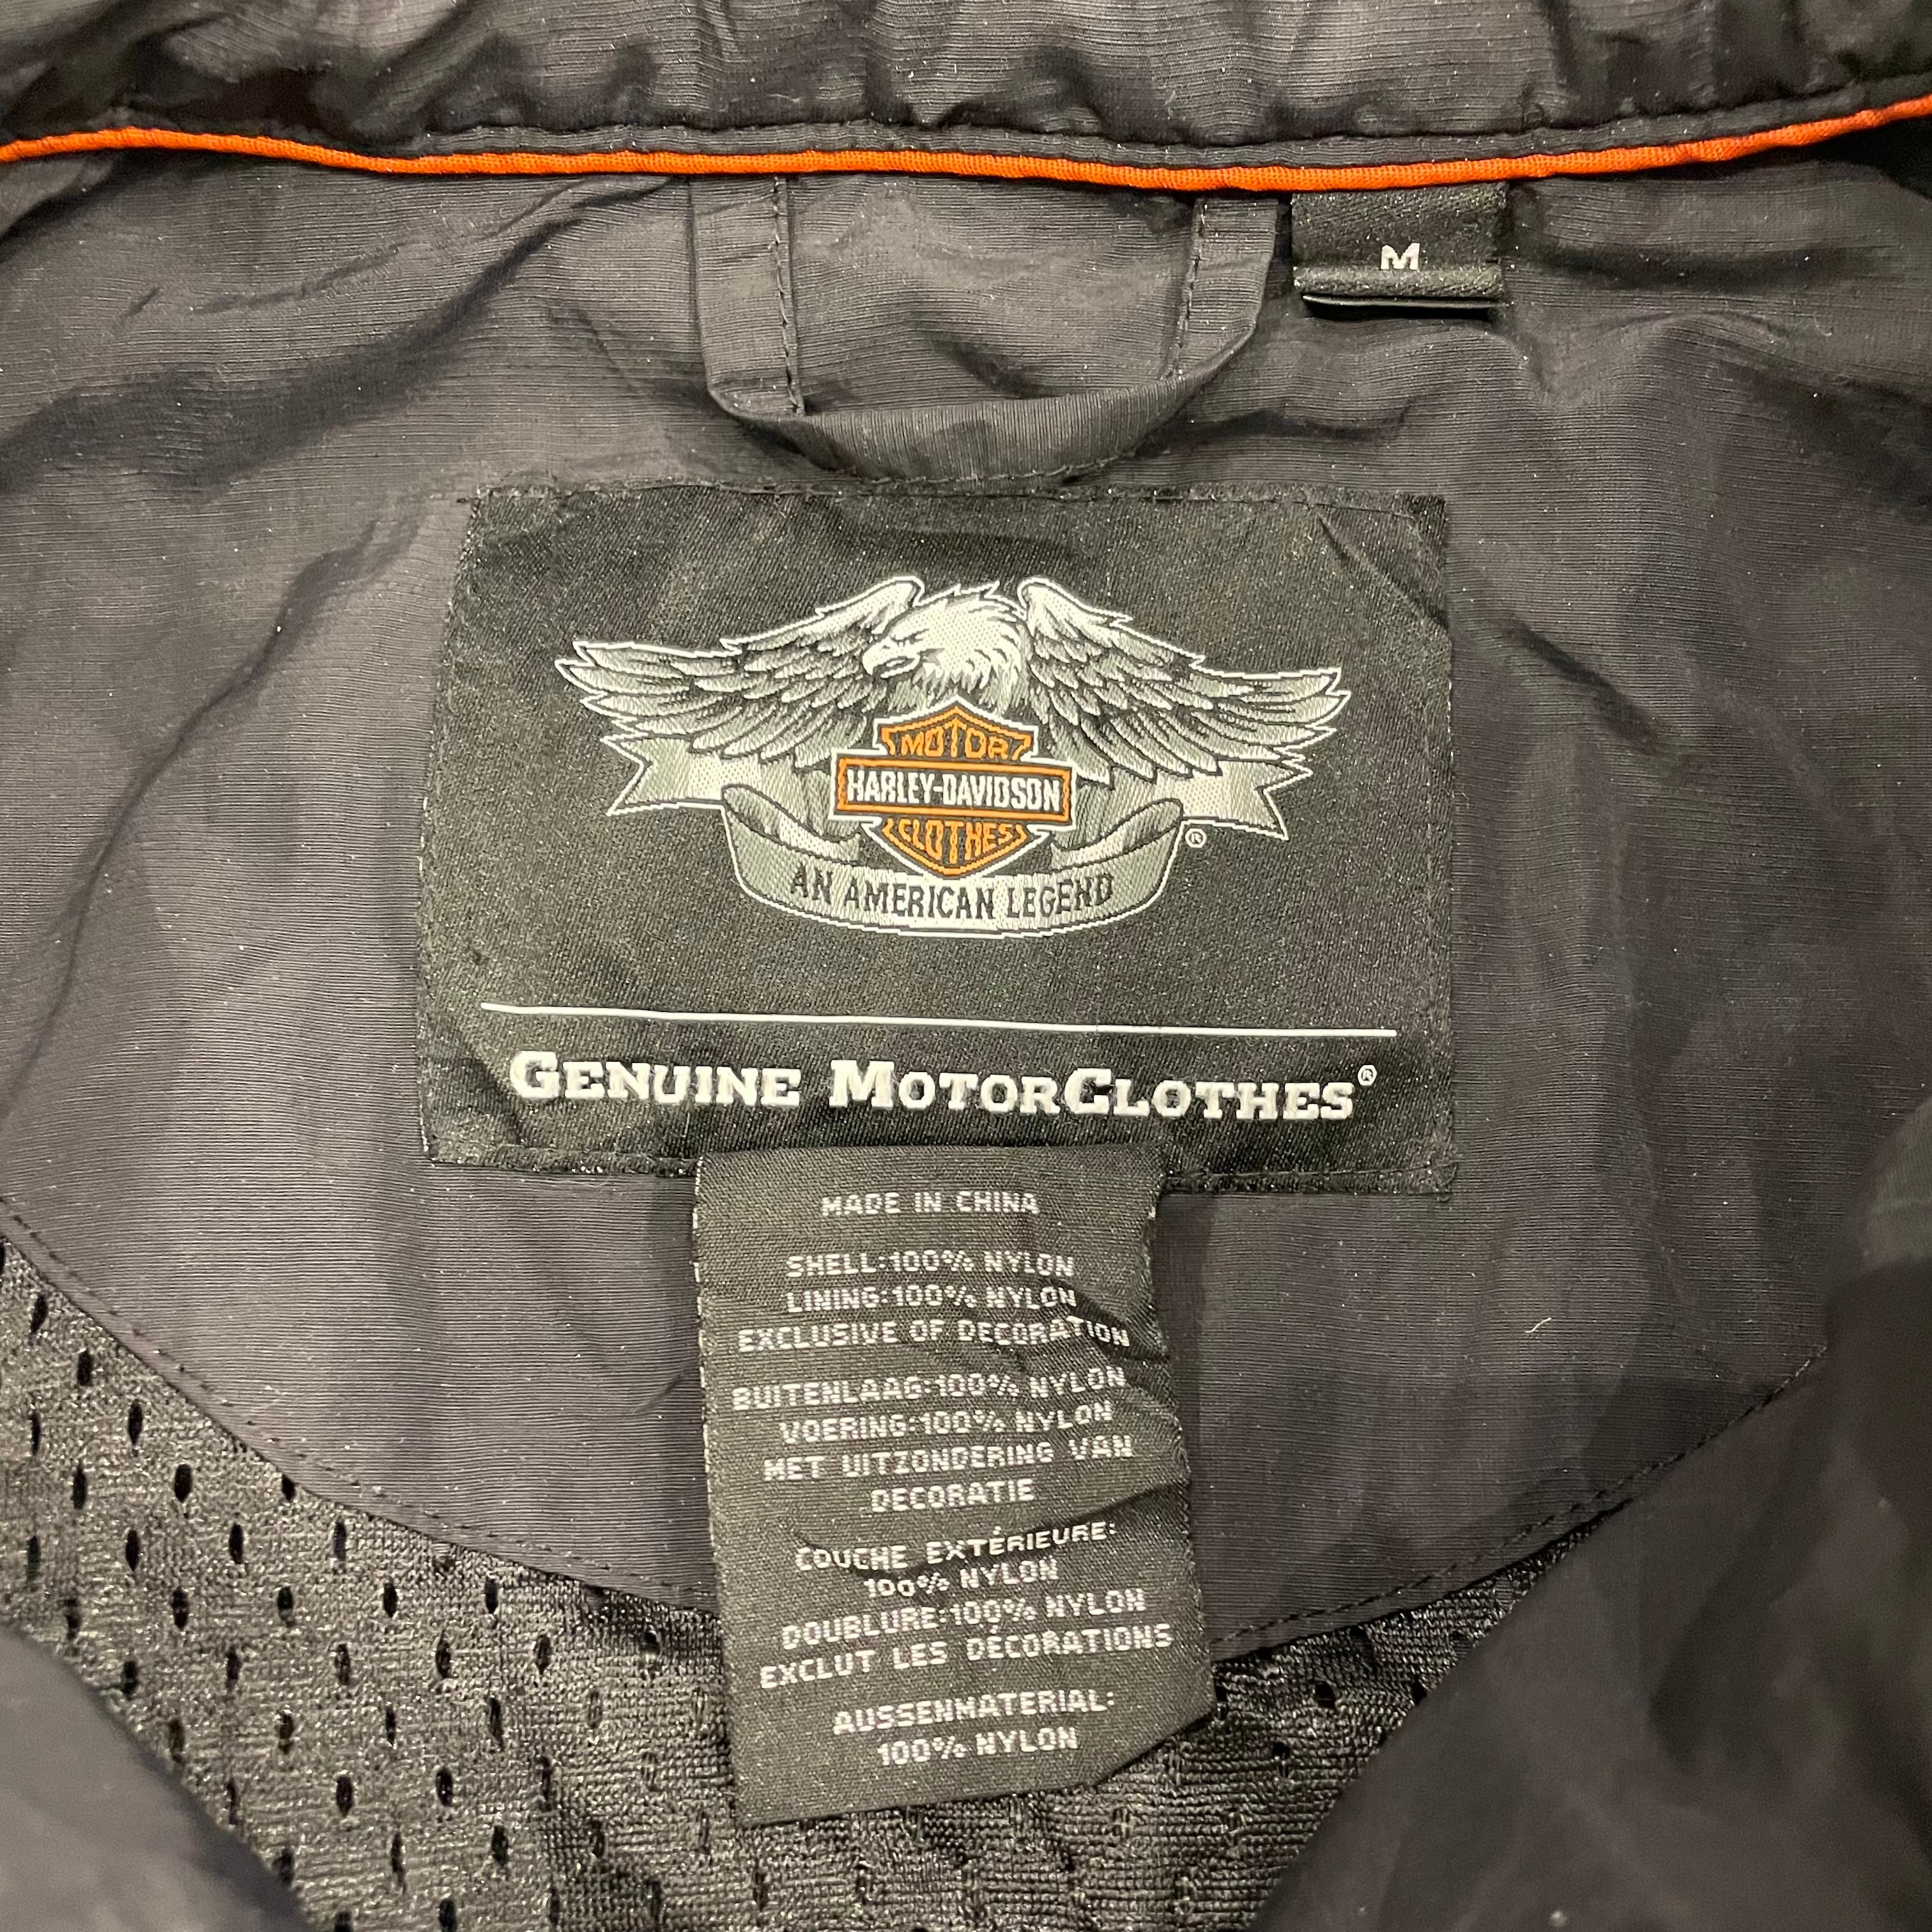 M
MOTOR
HARLEY-DAVIDSON
CLOTHES
®
AN AMERICAN LEGEND
GENUINE MOTORCLOTHES®
MADE IN CHINA
SHELL:100% NYLON
LINING:100% NYLON
EXCLUSIVE OF DECORATION
BUITENLAAG:100% NYLON
VOERING:100% NYLON
MET UITZONDERING VAN
DECORATIE
COUCHE EXTÉRIEURE:
100% NYLON
DOUBLURE:100% NYLON
EXCLUT LES DÉCORATIONS
AUSSENMATERIAL:
100% NYLON